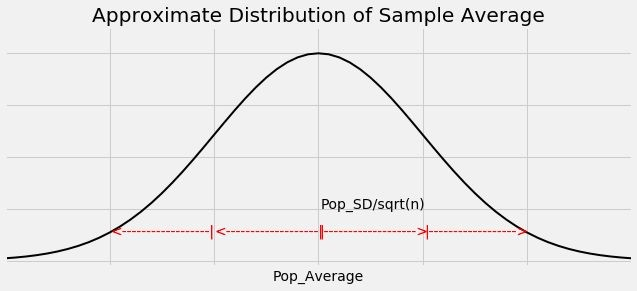 Approximate Distribution of Sample Average
Pop_SD/sqrt(n)
Pop_Average